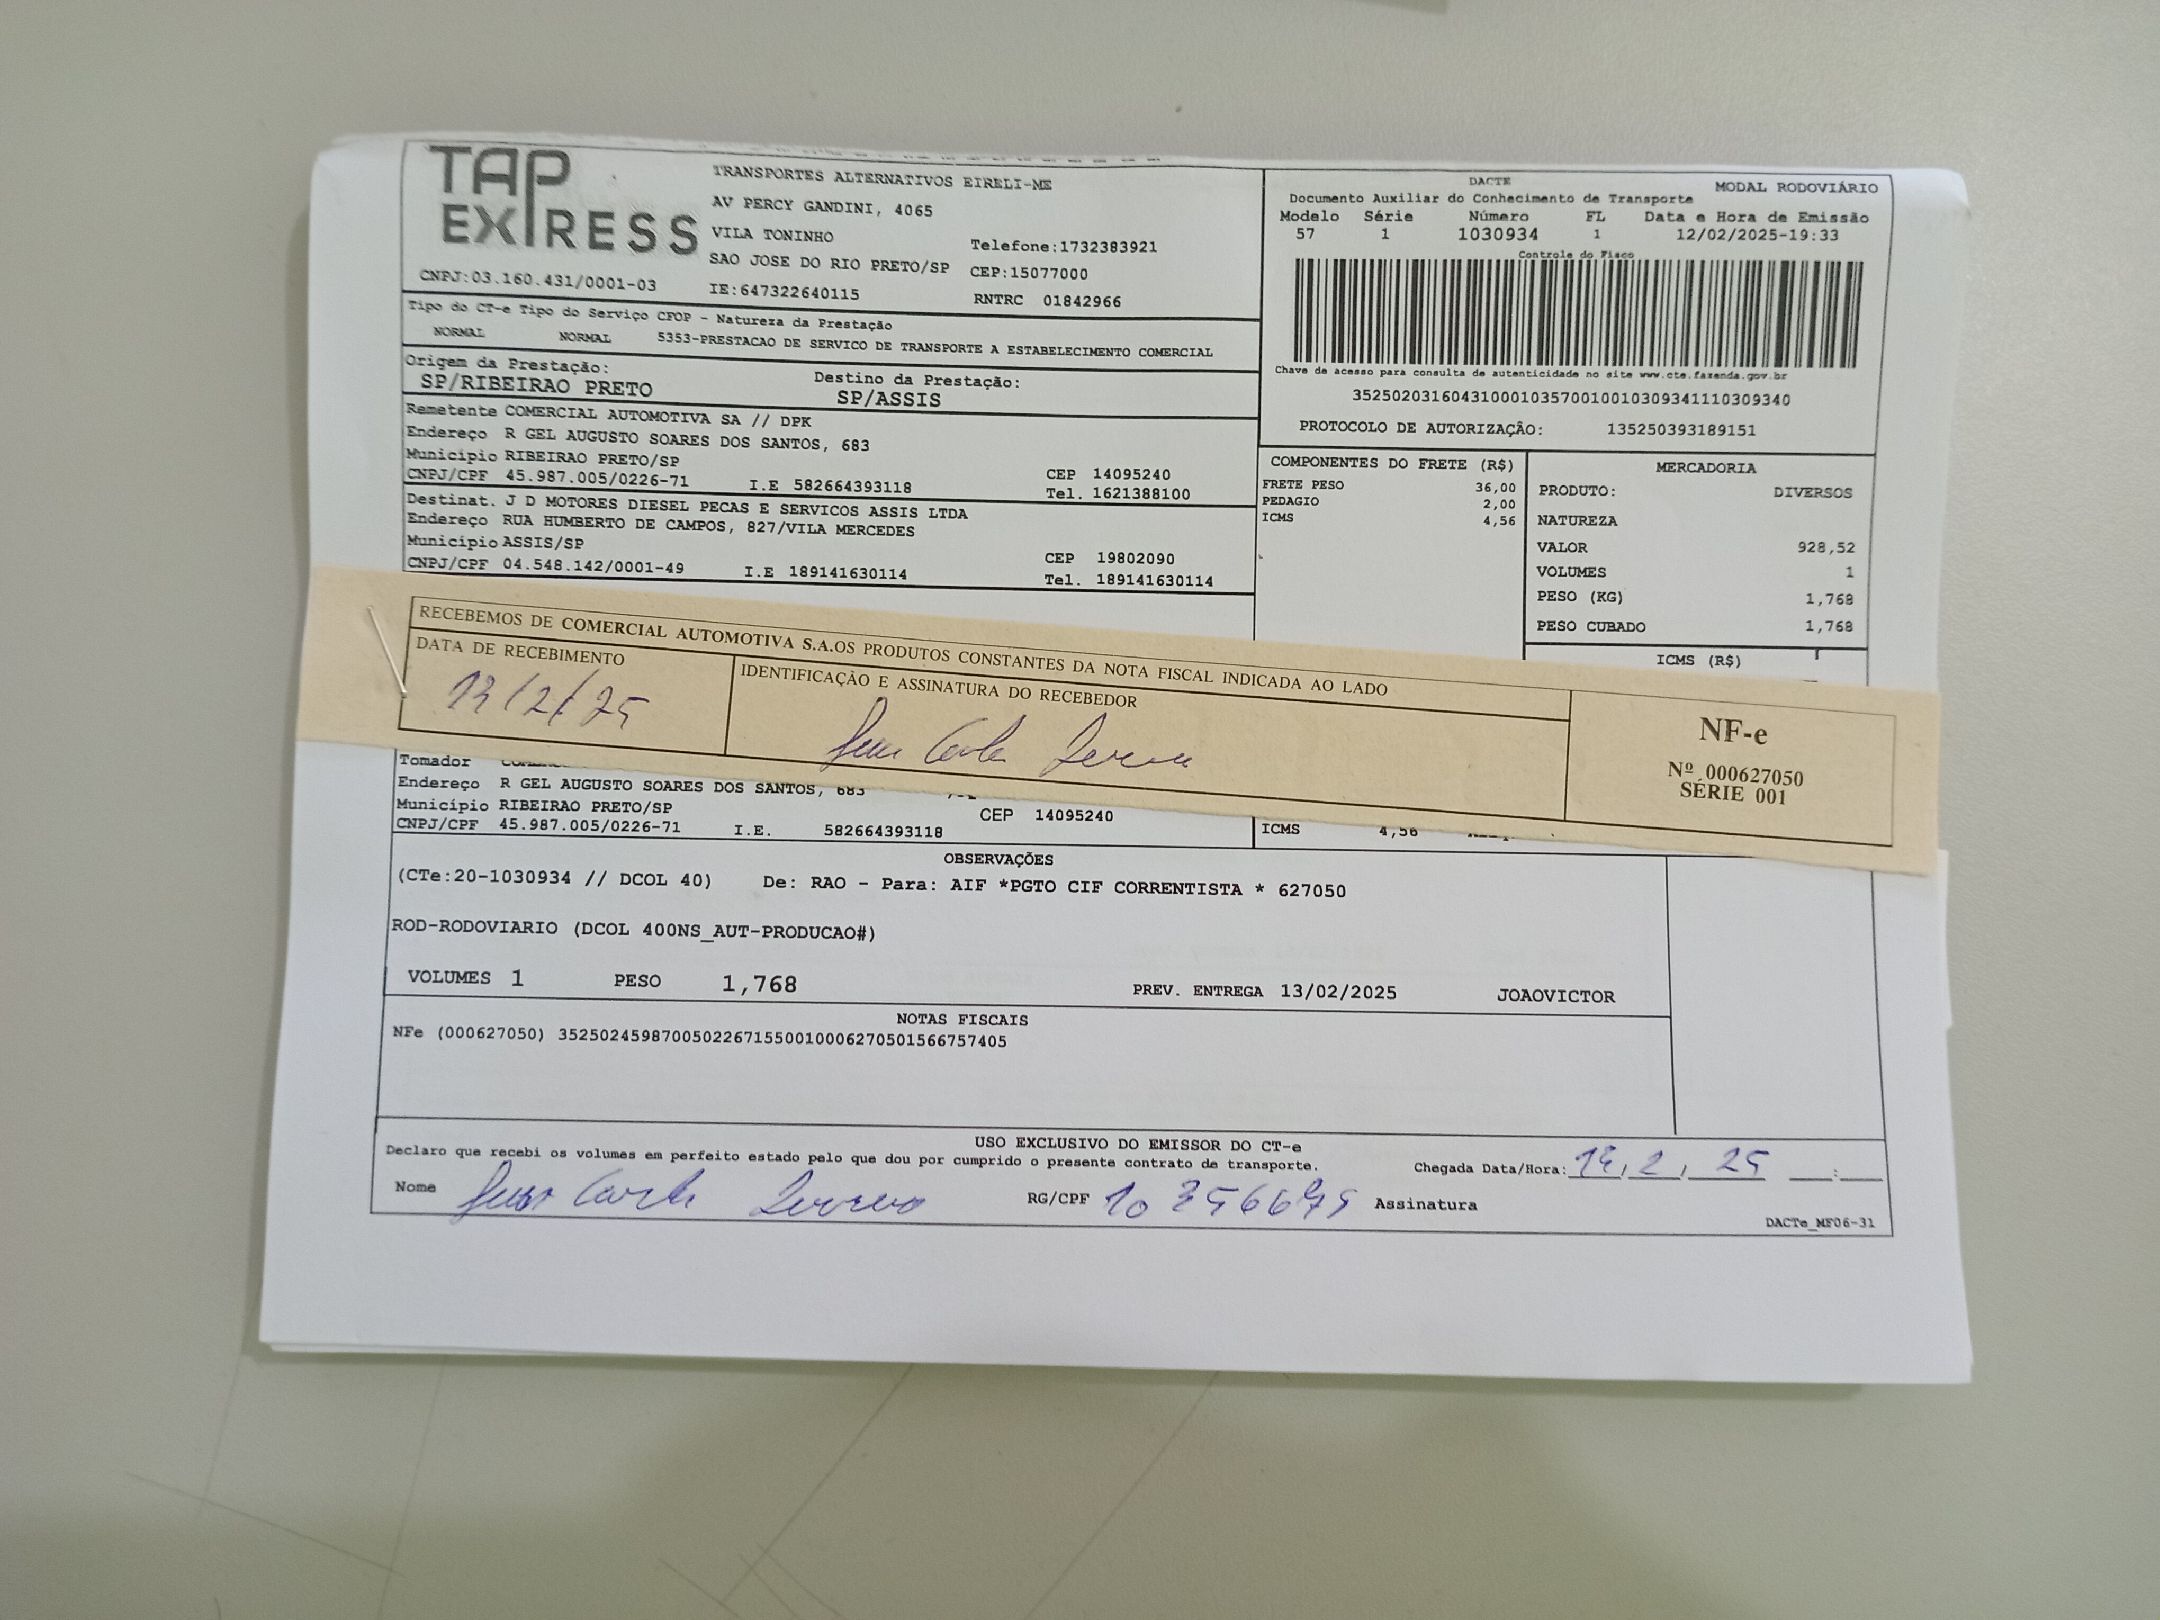 TAP EXPRESS
TRANSPORTES ALTERNATIVOS EIRELI-ME
AV PERCY GANDINI, 4065
VILA TONINHO Telefone:1732383921
SAO JOSE DO RIO PRETO/SP CEP:15077000
CNPJ:03.160.431/0001-03 IE:647322640115 RNTRC 01842966
DACTE MODAL RODOVIÁRIO
Documento Auxiliar do Conhecimento de Transporte
Modelo Série Número FL Data e Hora de Emissão
57 1 1030934 1 12/02/2025-19:33
Controle do Fisco
Chave de acesso para consulta de autenticidade no site www.cte.fazenda.gov.br
35250203160431000103570010010309341110309340
PROTOCOLO DE AUTORIZAÇÃO: 135250393189151
Tipo do CT-e Tipo do Serviço CFOP - Natureza da Prestação
NORMAL NORMAL 5353-PRESTACAO DE SERVICO DE TRANSPORTE A ESTABELECIMENTO COMERCIAL
Origem da Prestação: Destino da Prestação:
SP/RIBEIRAO PRETO SP/ASSIS
Remetente COMERCIAL AUTOMOTIVA SA // DPK
Endereço R GEL AUGUSTO SOARES DOS SANTOS, 683
Município RIBEIRAO PRETO/SP CEP 14095240
CNPJ/CPF 45.987.005/0226-71 I.E 582664393118 Tel. 1621388100
Destinat. J D MOTORES DIESEL PECAS E SERVICOS ASSIS LTDA
Endereço RUA HUMBERTO DE CAMPOS, 827/VILA MERCEDES
Município ASSIS/SP CEP 19802090
CNPJ/CPF 04.548.142/0001-49 I.E 189141630114 Tel. 189141630114
COMPONENTES DO FRETE (R$)
FRETE PESO 36,00
PEDAGIO 2,00
ICMS 4,56
MERCADORIA
PRODUTO: DIVERSOS
NATUREZA
VALOR 928,52
VOLUMES 1
PESO (KG) 1,768
PESO CUBADO 1,768
ICMS (R$)
RECEBEMOS DE COMERCIAL AUTOMOTIVA S.A.OS PRODUTOS CONSTANTES DA NOTA FISCAL INDICADA AO LADO
DATA DE RECEBIMENTO IDENTIFICAÇÃO E ASSINATURA DO RECEBEDOR
13/2/25
NF-e
Nº 000627050
SÉRIE 001
Tomador
Endereço R GEL AUGUSTO SOARES DOS SANTOS, 683
Município RIBEIRAO PRETO/SP CEP 14095240
CNPJ/CPF 45.987.005/0226-71 I.E. 582664393118
ICMS 4,56
OBSERVAÇÕES
(CTe:20-1030934 // DCOL 40) De: RAO - Para: AIF *PGTO CIF CORRENTISTA * 627050
ROD-RODOVIARIO (DCOL 400NS_AUT-PRODUCAO#)
VOLUMES 1 PESO 1,768 PREV. ENTREGA 13/02/2025 JOAOVICTOR
NOTAS FISCAIS
NFe (000627050) 35250245987005022671550010006270501566757405
USO EXCLUSIVO DO EMISSOR DO CT-e
Declaro que recebi os volumes em perfeito estado pelo que dou por cumprido o presente contrato de transporte.
Chegada Data/Hora:
Nome RG/CPF Assinatura
DACTe_MF06-31